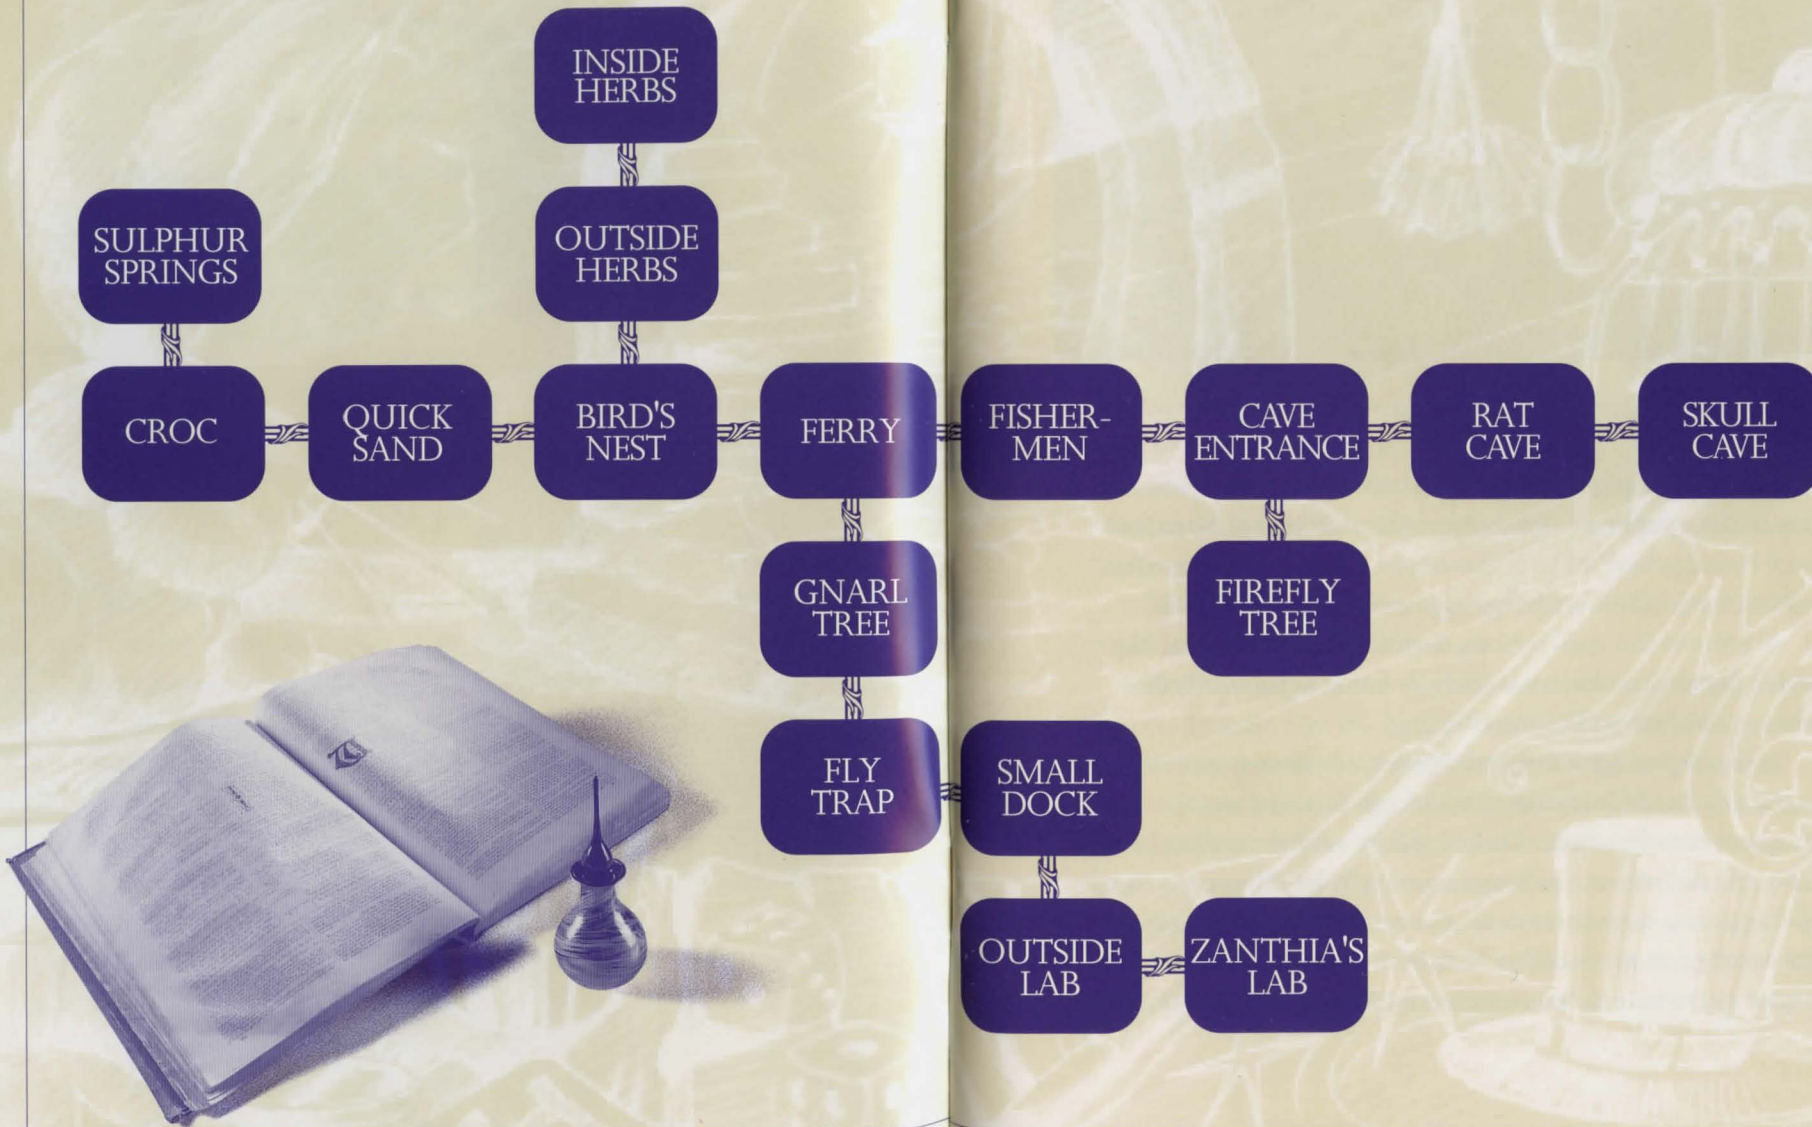 INSIDE
HERBS
SULPHUR
SPRINGS
OUTSIDE
HERBS
CROC
QUICK
SAND
BIRD'S
NEST
FERRY
FISHER-
MEN
CAVE
ENTRANCE
RAT
CAVE
SKULL
CAVE
GNARL
TREE
FIREFLY
TREE
FLY
TRAP
SMALL
DOCK
OUTSIDE
LAB
ZANTHIA'S
LAB